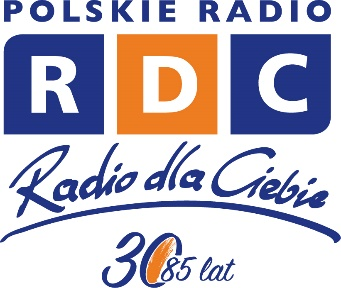 POLSKIE RADIO
RDC
Radio dla Ciebie
30 85 lat